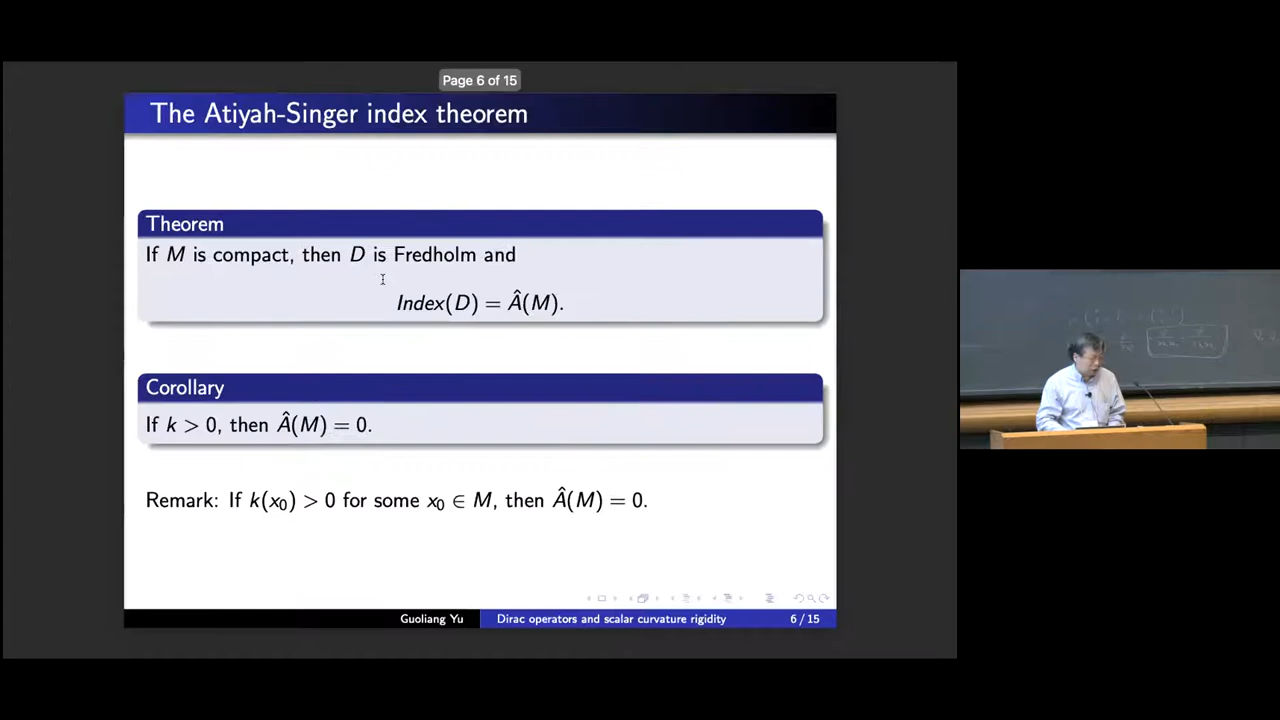 Page 6 of 15
The Atiyah-Singer index theorem
Theorem
If M is compact, then D is Fredholm and
Index(D) = Â(M).
Corollary
If k > 0, then Â(M) = 0.
Remark: If k(x₀) > 0 for some x₀ ∈ M, then Â(M) = 0.
Guoliang Yu
Dirac operators and scalar curvature rigidity
6 / 15